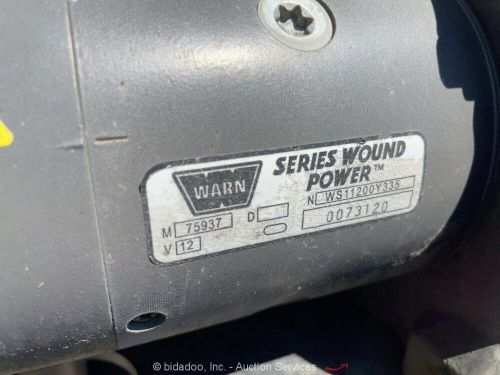 WARN
SERIES WOUND
POWER™
M 75937 D
N WS11200Y335
V 12
0073120
© bidadoo, Inc. - Auction Services